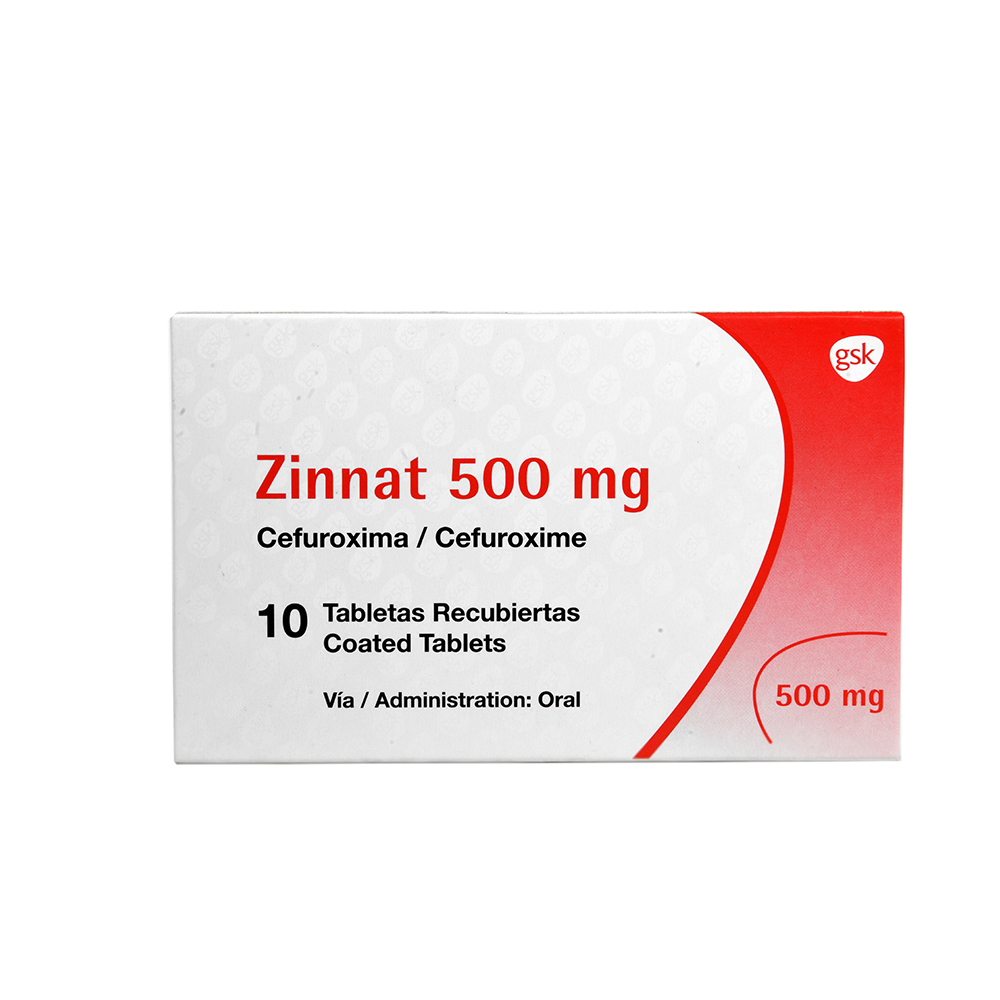 gsk
Zinnat 500 mg
Cefuroxima / Cefuroxime
10 Tabletas Recubiertas
Coated Tablets
Vía / Administration: Oral
500 mg